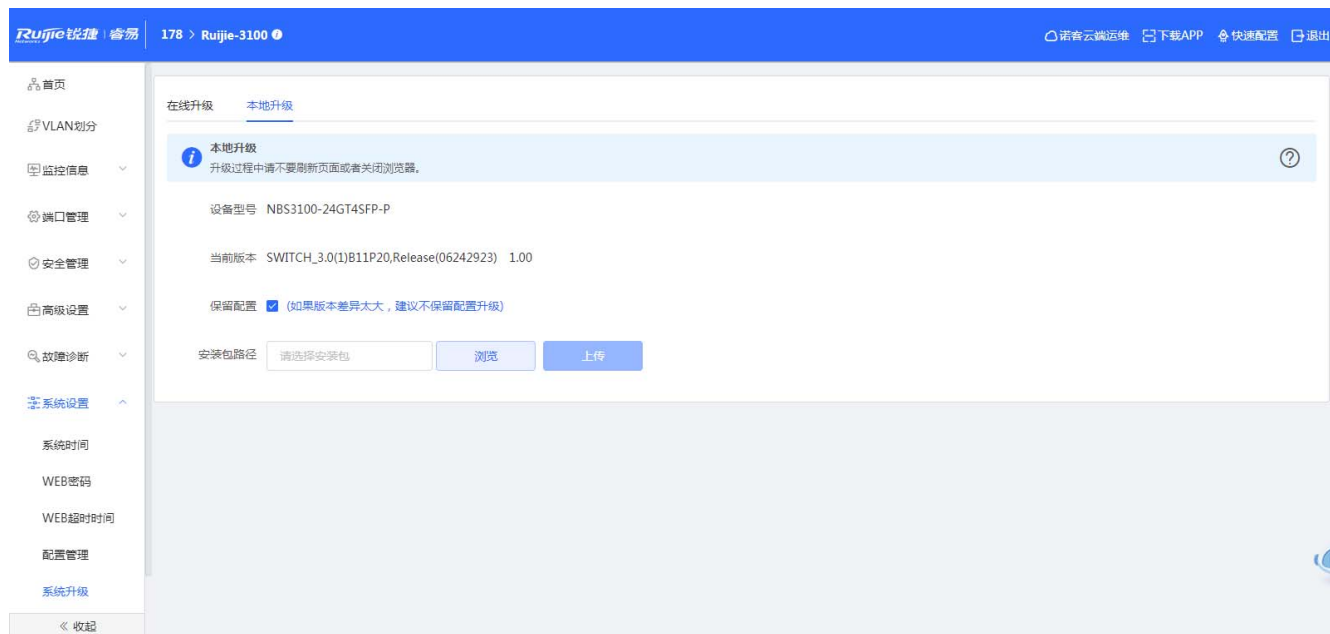 Ruijie锐捷 | 睿易
Networks
178 > Ruijie-3100
诺客云端运维 下载APP 快速配置 退出
首页
VLAN划分
监控信息
端口管理
安全管理
高级设置
故障诊断
系统设置
系统时间
WEB密码
WEB超时时间
配置管理
系统升级
《 收起
在线升级 本地升级
本地升级
升级过程中请不要刷新页面或者关闭浏览器。
设备型号 NBS3100-24GT4SFP-P
当前版本 SWITCH_3.0(1)B11P20,Release(06242923) 1.00
保留配置 (如果版本差异太大，建议不保留配置升级)
安装包路径 请选择安装包 浏览 上传